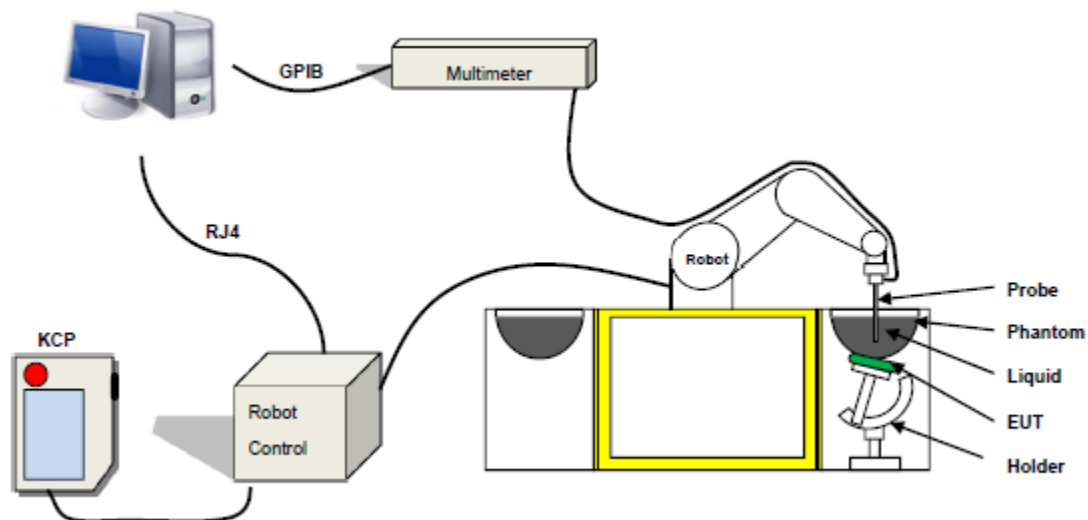 GPIB
Multimeter
RJ4
Robot
KCP
Robot
Control
Probe
Phantom
Liquid
EUT
Holder